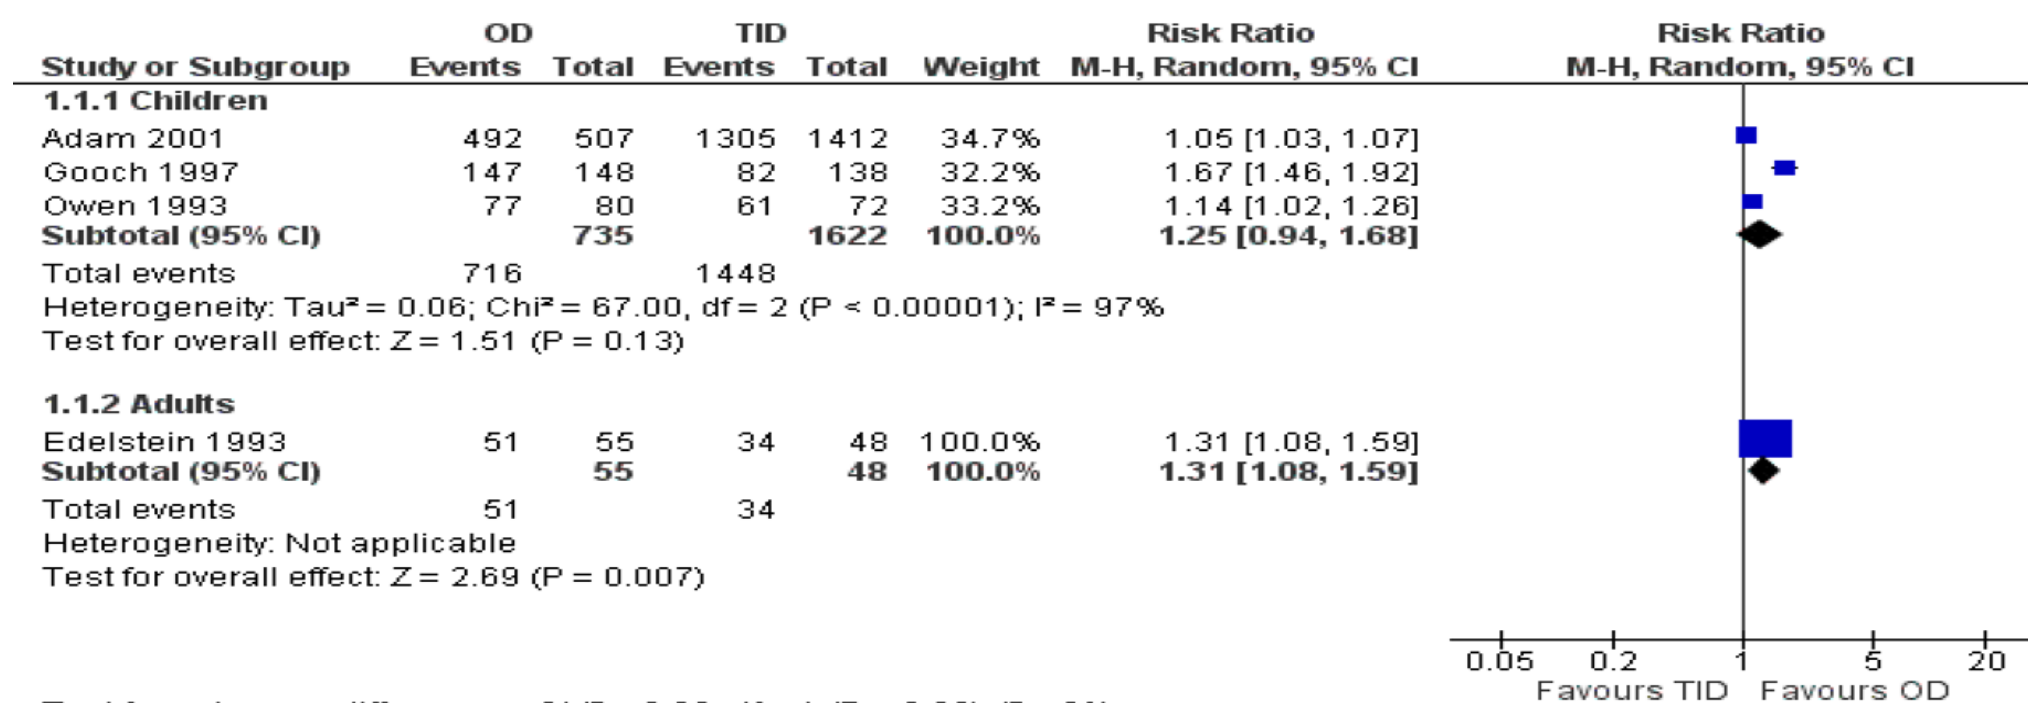 OD TID Risk Ratio Risk Ratio
Study or Subgroup Events Total Events Total Weight M-H, Random, 95% CI M-H, Random, 95% CI
1.1.1 Children
Adam 2001 492 507 1305 1412 34.7% 1.05 [1.03, 1.07]
Gooch 1997 147 148 82 138 32.2% 1.67 [1.46, 1.92]
Owen 1993 77 80 61 72 33.2% 1.14 [1.02, 1.26]
Subtotal (95% CI) 735 1622 100.0% 1.25 [0.94, 1.68]
Total events 716 1448
Heterogeneity: Tau² = 0.06; Chi² = 67.00, df = 2 (P < 0.00001); I² = 97%
Test for overall effect: Z = 1.51 (P = 0.13)
1.1.2 Adults
Edelstein 1993 51 55 34 48 100.0% 1.31 [1.08, 1.59]
Subtotal (95% CI) 55 48 100.0% 1.31 [1.08, 1.59]
Total events 51 34
Heterogeneity: Not applicable
Test for overall effect: Z = 2.69 (P = 0.007)
0.05 0.2 1 5 20
Favours TID Favours OD